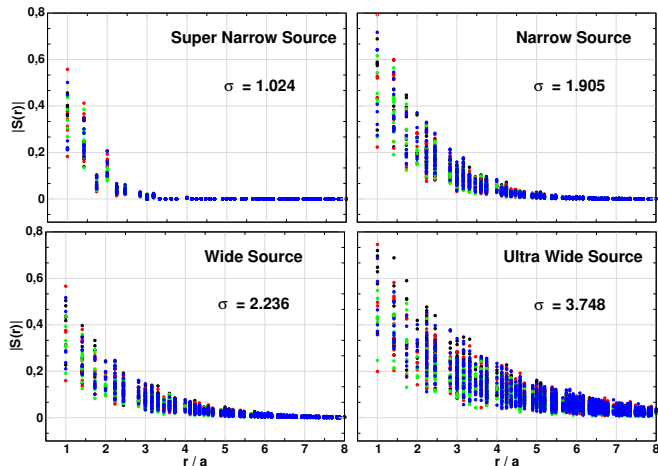 0,8
0,6
0,4
0,2
0
|S(r)|
Super Narrow Source
σ = 1.024
Narrow Source
σ = 1.905
0,8
0,6
0,4
0,2
0
|S(r)|
Wide Source
σ = 2.236
Ultra Wide Source
σ = 3.748
1 2 3 4 5 6 7 8
1 2 3 4 5 6 7 8
r / a
r / a